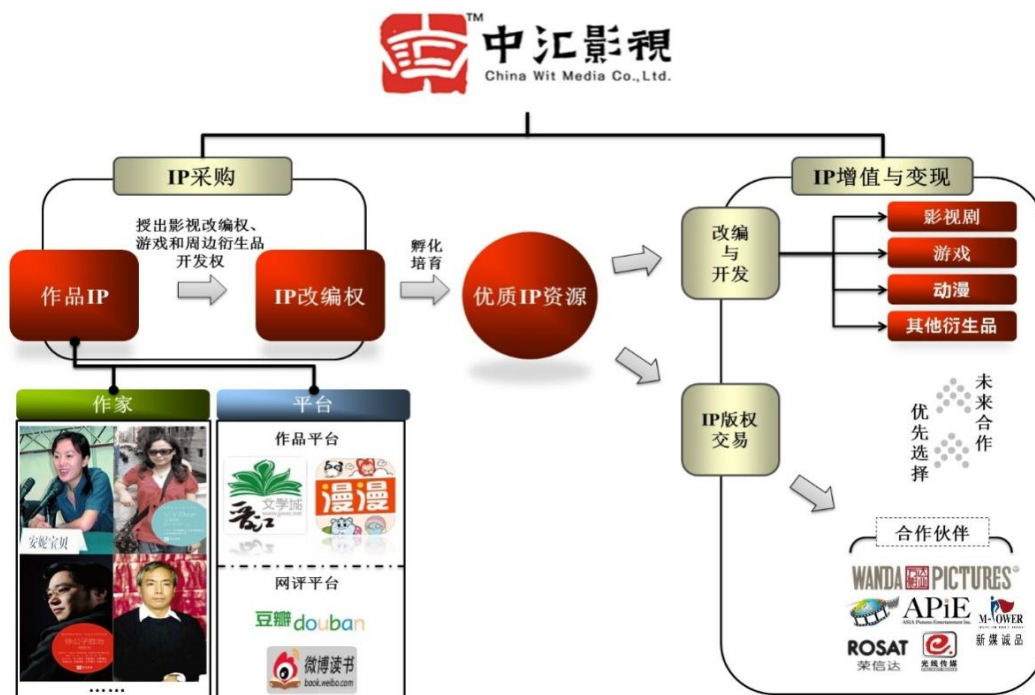 TM
中汇影視
China Wit Media Co.,Ltd.
IP采购
IP增值与变现
授出影视改编权、
游戏和周边衍生品
开发权
作品IP
IP改编权
孵化
培育
优质IP资源
改编
与
开发
影视剧
游戏
动漫
其他衍生品
IP版权
交易
优先选择
未来合作
作家
平台
安妮宝贝
……
作品平台
文学城
www.jjwxc.net
晋江
漫漫
网评平台
豆瓣douban
微博读书
book.weibo.com
合作伙伴
WANDA PICTURES
APiE
ASIA Pictures Entertainment Inc.
M-POWER
新媒诚品
ROSAT
荣信达
光线传媒